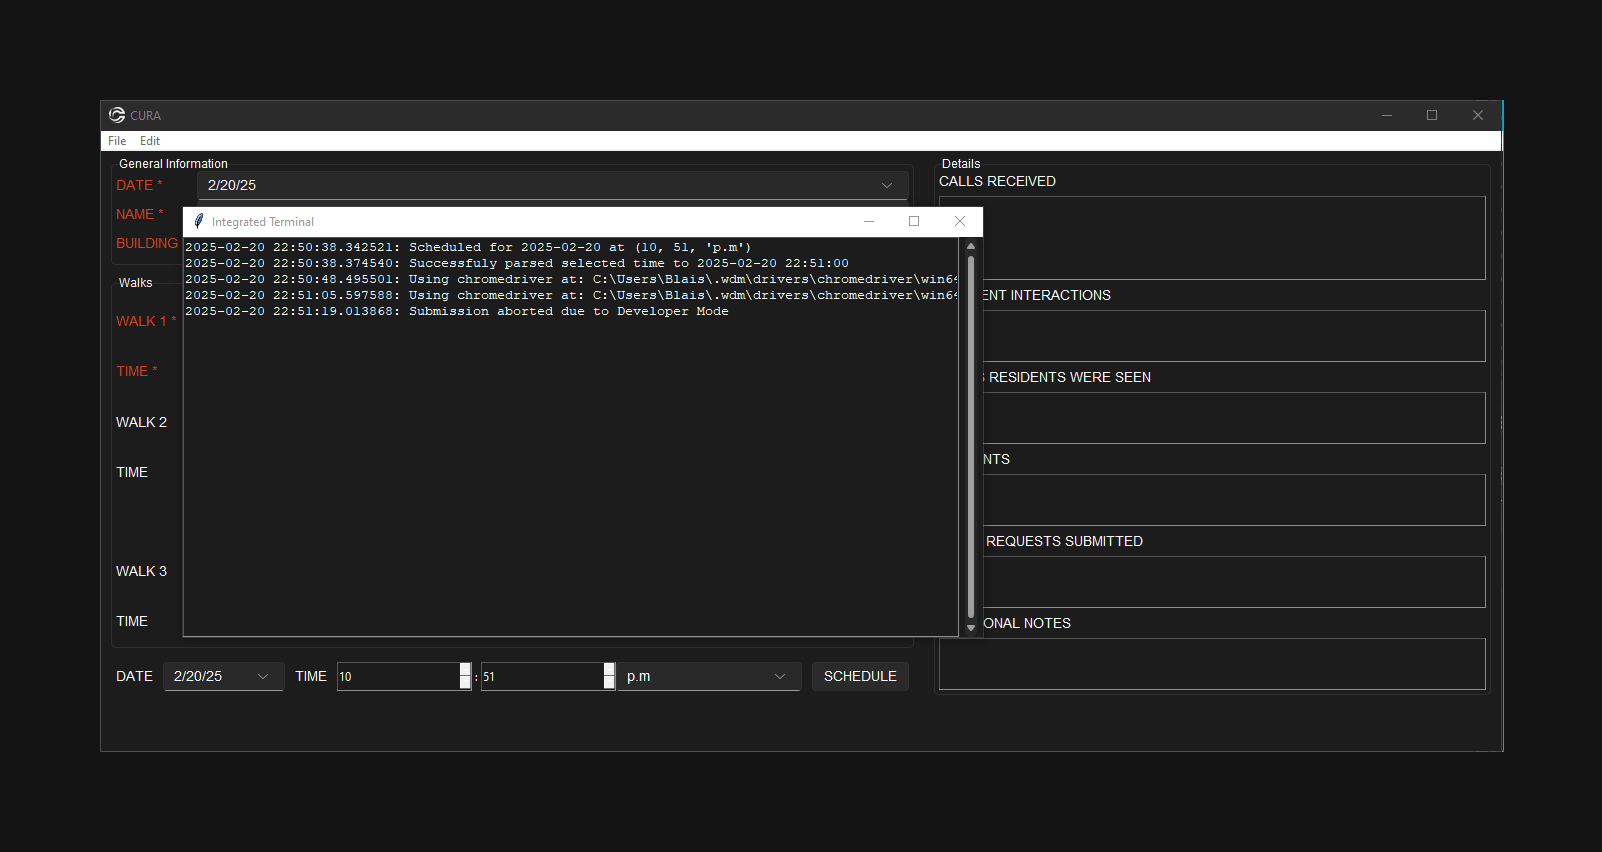 CURA
File Edit
General Information
DATE *
2/20/25
NAME *
BUILDING
Walks
WALK 1 *
TIME *
WALK 2
TIME
WALK 3
TIME
Integrated Terminal
2025-02-20 22:50:38.342521: Scheduled for 2025-02-20 at (10, 51, 'p.m')
2025-02-20 22:50:38.374540: Successfuly parsed selected time to 2025-02-20 22:51:00
2025-02-20 22:50:48.495501: Using chromedriver at: C:\Users\Blais\.wdm\drivers\chromedriver\win64
2025-02-20 22:51:05.597588: Using chromedriver at: C:\Users\Blais\.wdm\drivers\chromedriver\win64
2025-02-20 22:51:19.013868: Submission aborted due to Developer Mode
DATE 2/20/25 TIME 10 : 51 p.m SCHEDULE
Details
CALLS RECEIVED
ENT INTERACTIONS
S RESIDENTS WERE SEEN
NTS
REQUESTS SUBMITTED
ONAL NOTES